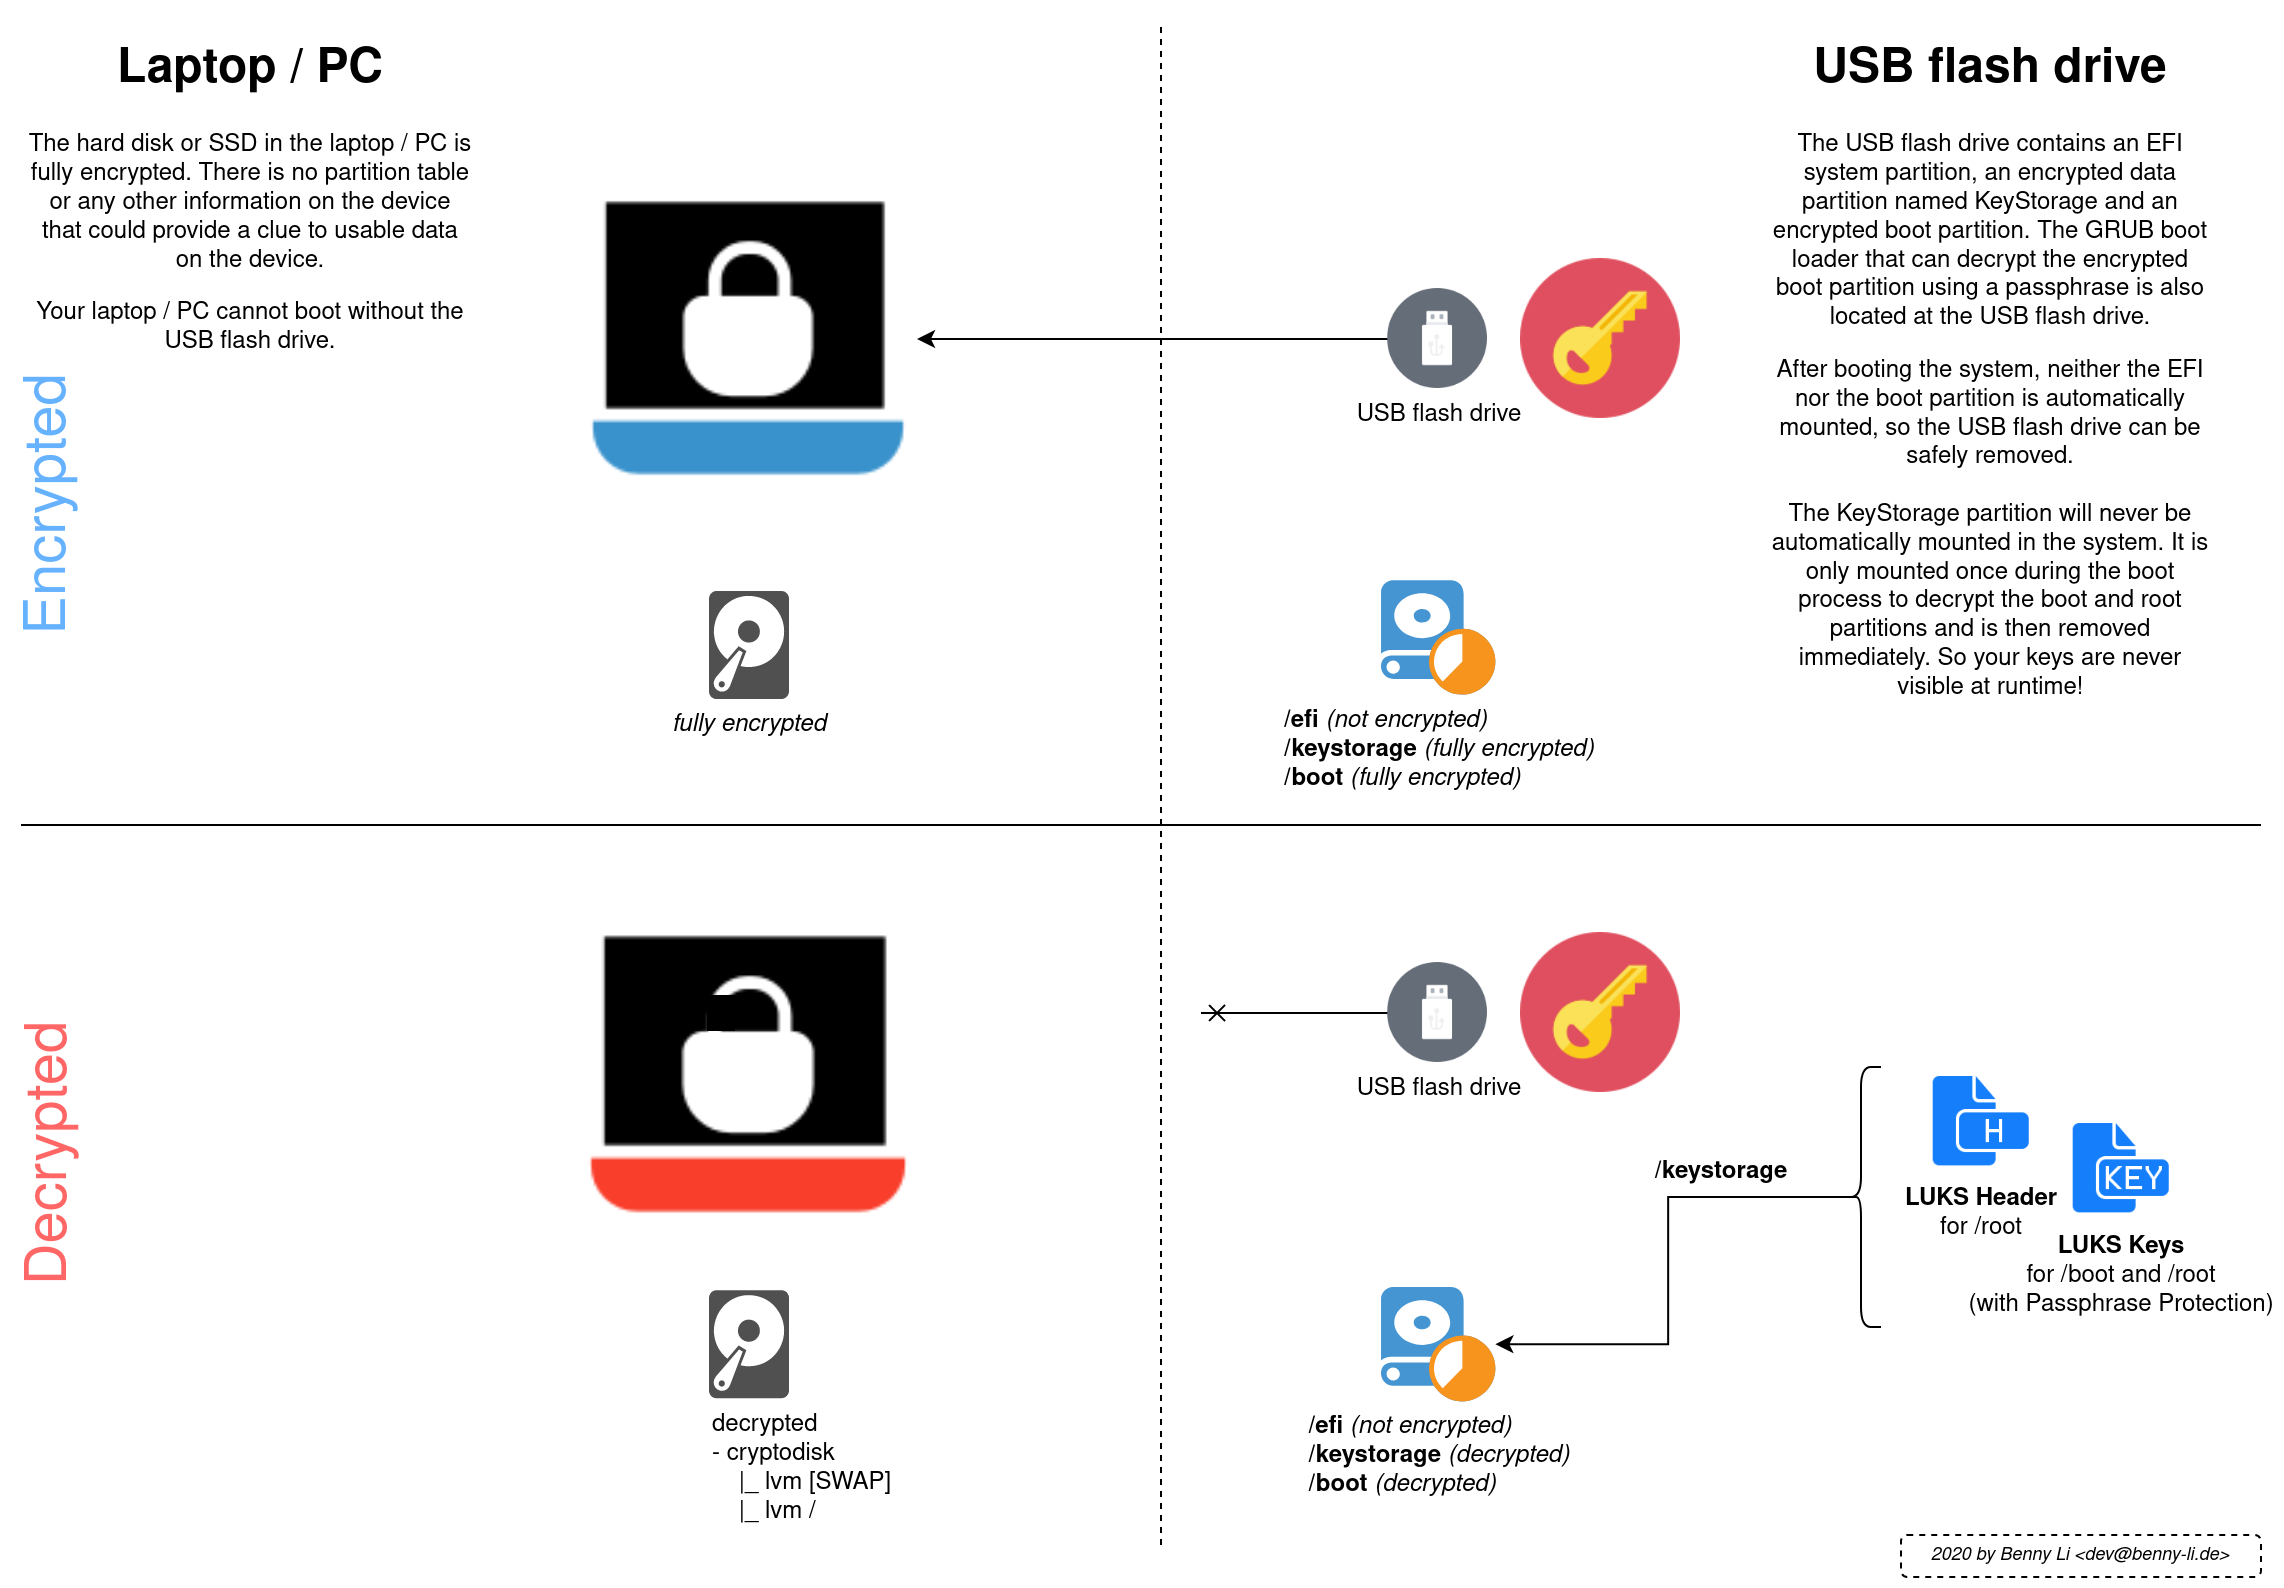 Laptop / PC
The hard disk or SSD in the laptop / PC is
fully encrypted. There is no partition table
or any other information on the device
that could provide a clue to usable data
on the device.
Your laptop / PC cannot boot without the
USB flash drive.
Encrypted
fully encrypted
USB flash drive
The USB flash drive contains an EFI
system partition, an encrypted data
partition named KeyStorage and an
encrypted boot partition. The GRUB boot
loader that can decrypt the encrypted
boot partition using a passphrase is also
located at the USB flash drive.
After booting the system, neither the EFI
nor the boot partition is automatically
mounted, so the USB flash drive can be
safely removed.
The KeyStorage partition will never be
automatically mounted in the system. It is
only mounted once during the boot
process to decrypt the boot and root
partitions and is then removed
immediately. So your keys are never
visible at runtime!
USB flash drive
/efi (not encrypted)
/keystorage (fully encrypted)
/boot (fully encrypted)
Decrypted
decrypted
- cryptodisk
|_ lvm [SWAP]
|_ lvm /
USB flash drive
/keystorage
H
LUKS Header
for /root
KEY
LUKS Keys
for /boot and /root
(with Passphrase Protection)
/efi (not encrypted)
/keystorage (decrypted)
/boot (decrypted)
2020 by Benny Li <dev@benny-li.de>